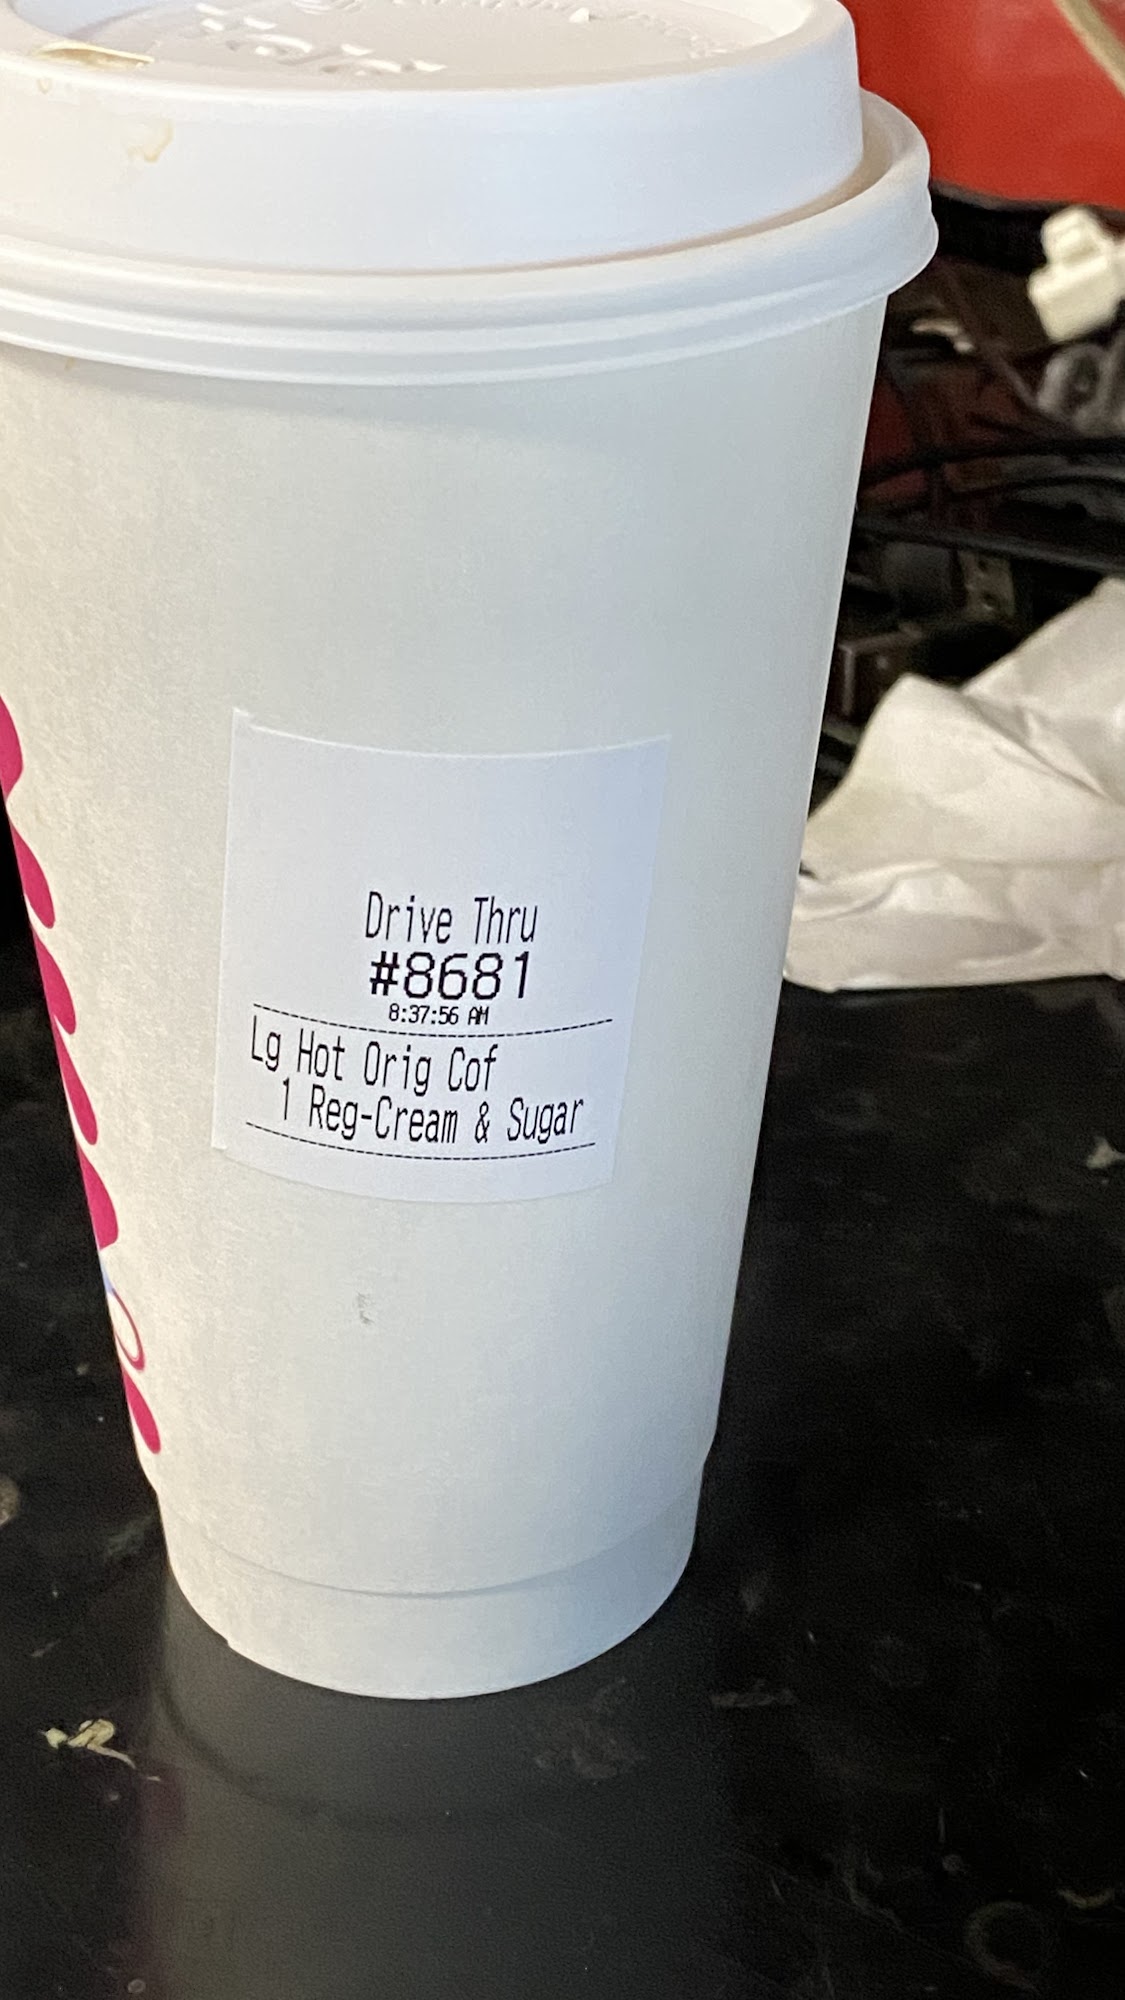 Drive Thru
#8681
8:37:56 AM
Lg Hot Orig Cof
1 Reg-Cream & Sugar